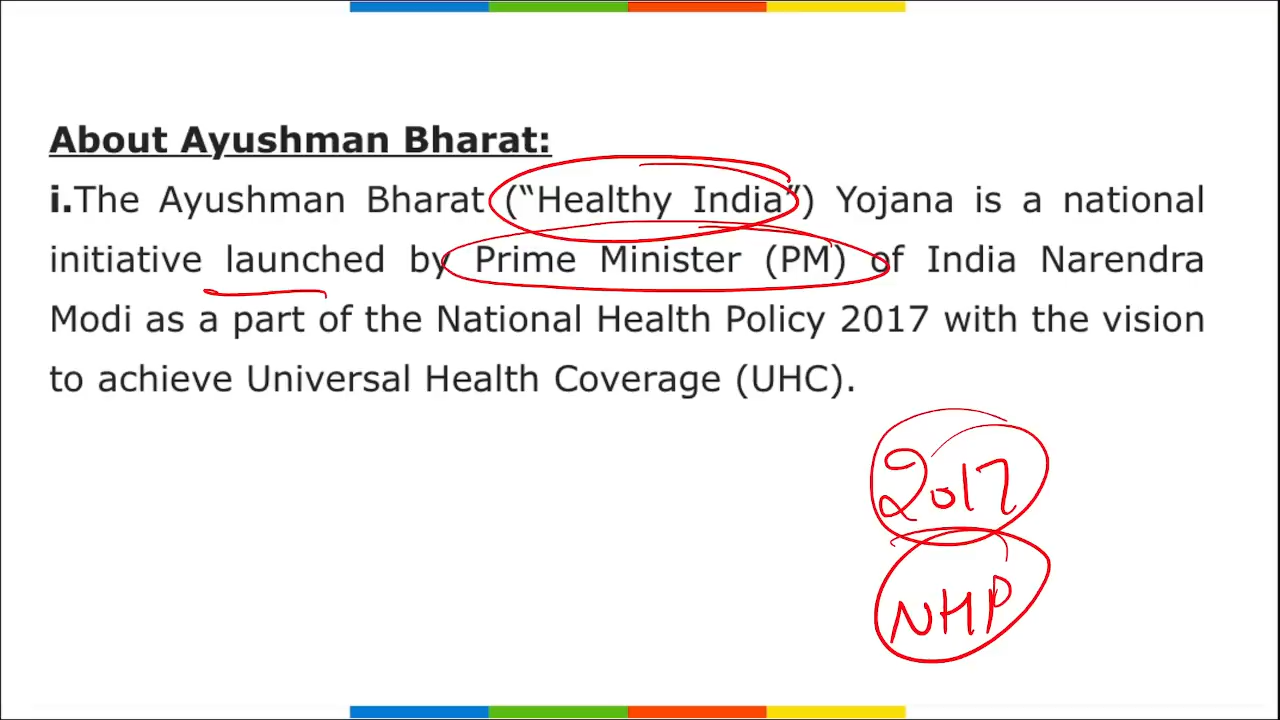 About Ayushman Bharat:
i.The Ayushman Bharat (“Healthy India”) Yojana is a national
initiative launched by Prime Minister (PM) of India Narendra
Modi as a part of the National Health Policy 2017 with the vision
to achieve Universal Health Coverage (UHC).
2017
NHP